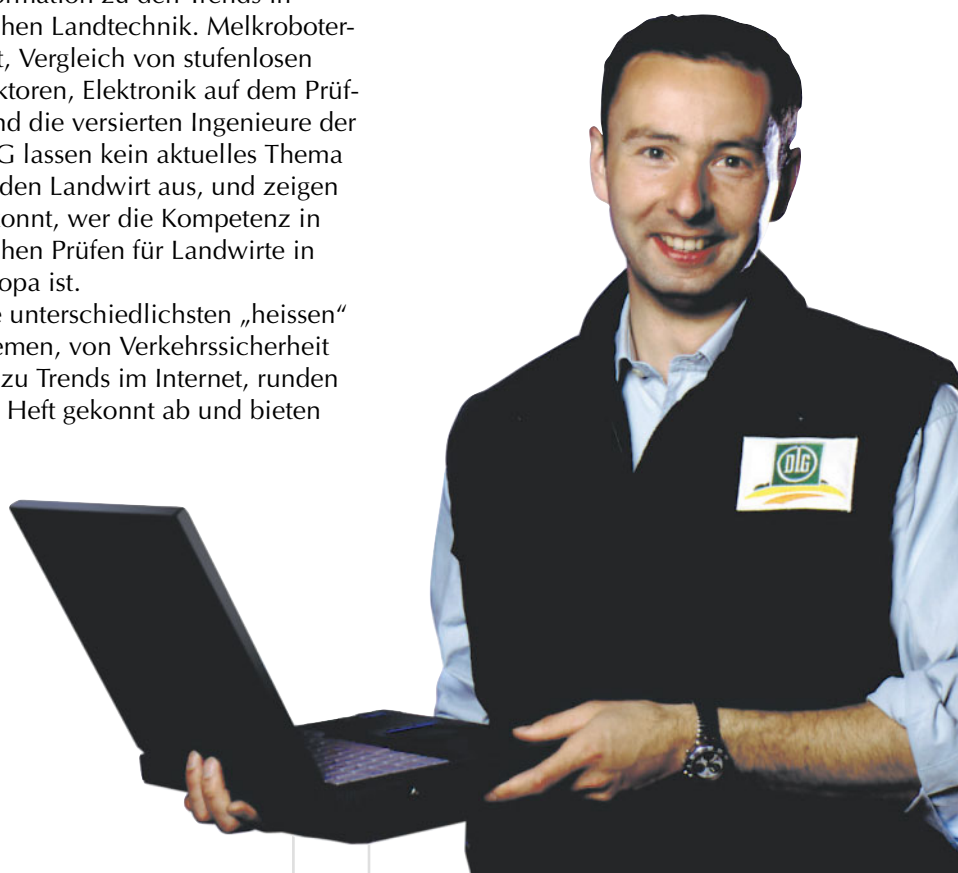 ormation zu den Trends in
chen Landtechnik. Melkroboter-
t, Vergleich von stufenlosen
ktoren, Elektronik auf dem Prüf-
nd die versierten Ingenieure der
G lassen kein aktuelles Thema
den Landwirt aus, und zeigen
onnt, wer die Kompetenz in
chen Prüfen für Landwirte in
opa ist.
e unterschiedlichsten „heissen“
emen, von Verkehrssicherheit
zu Trends im Internet, runden
Heft gekonnt ab und bieten
DLG